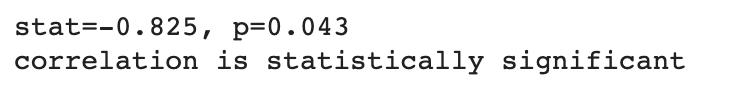 stat=-0.825, p=0.043
correlation is statistically significant